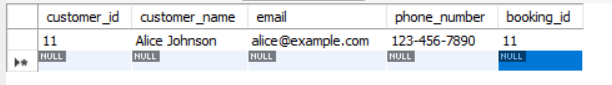 customer_id customer_name email phone_number booking_id
11 Alice Johnson alice@example.com 123-456-7890 11
NULL NULL NULL NULL NULL